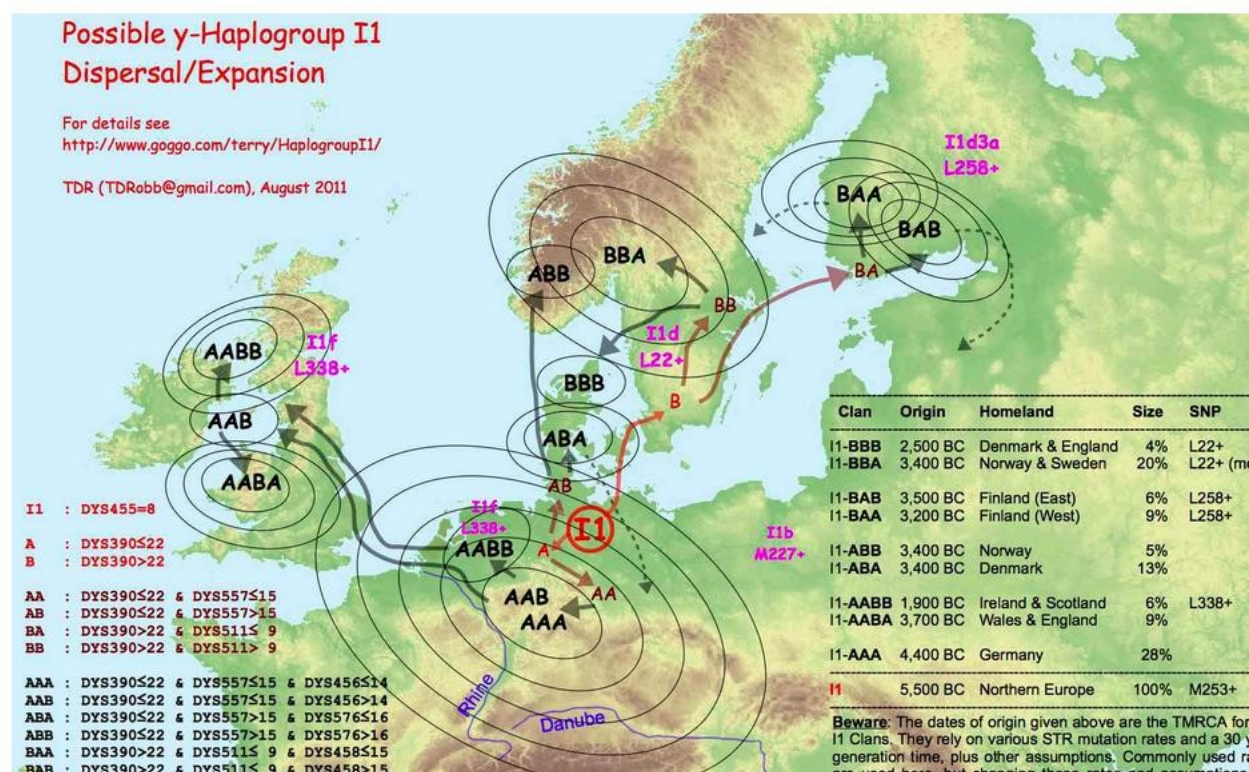 Possible y-Haplogroup I1
Dispersal/Expansion
For details see
http://www.goggo.com/terry/HaplogroupI1/
TDR (TDRobb@gmail.com), August 2011
I1d3a
L258+
BAA
BAB
BA
BBA
ABB
BB
I1d
L22+
BBB
B
ABA
AB
I1
A
AA
I1f
L338+
AABB
AAB
AAA
I1b
M227+
AABB
I1f
L338+
AAB
AABA
Rhine
Danube
I1 : DYS455=8
A : DYS390≤22
B : DYS390>22
AA : DYS390≤22 & DYS557≤15
AB : DYS390≤22 & DYS557>15
BA : DYS390>22 & DYS511≤ 9
BB : DYS390>22 & DYS511> 9
AAA : DYS390≤22 & DYS557≤15 & DYS456≤14
AAB : DYS390≤22 & DYS557≤15 & DYS456>14
ABA : DYS390≤22 & DYS557>15 & DYS576≤16
ABB : DYS390≤22 & DYS557>15 & DYS576>16
BAA : DYS390>22 & DYS511≤ 9 & DYS458≤15
BAB : DYS390>22 & DYS511≤ 9 & DYS458>15
Clan Origin Homeland Size SNP
I1-BBB 2,500 BC Denmark & England 4% L22+
I1-BBA 3,400 BC Norway & Sweden 20% L22+ (m
I1-BAB 3,500 BC Finland (East) 6% L258+
I1-BAA 3,200 BC Finland (West) 9% L258+
I1-ABB 3,400 BC Norway 5%
I1-ABA 3,400 BC Denmark 13%
I1-AABB 1,900 BC Ireland & Scotland 6% L338+
I1-AABA 3,700 BC Wales & England 9%
I1-AAA 4,400 BC Germany 28%
I1 5,500 BC Northern Europe 100% M253+
Beware: The dates of origin given above are the TMRCA for
I1 Clans. They rely on various STR mutation rates and a 30 y
generation time, plus other assumptions. Commonly used ra